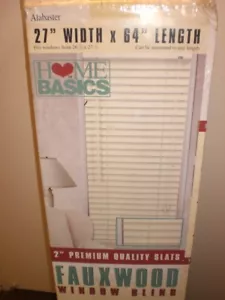 Alabaster
27" WIDTH x 64" LENGTH
HOME
BASICS
2" PREMIUM QUALITY SLATS
FAUXWOOD
WINDOW BLIND